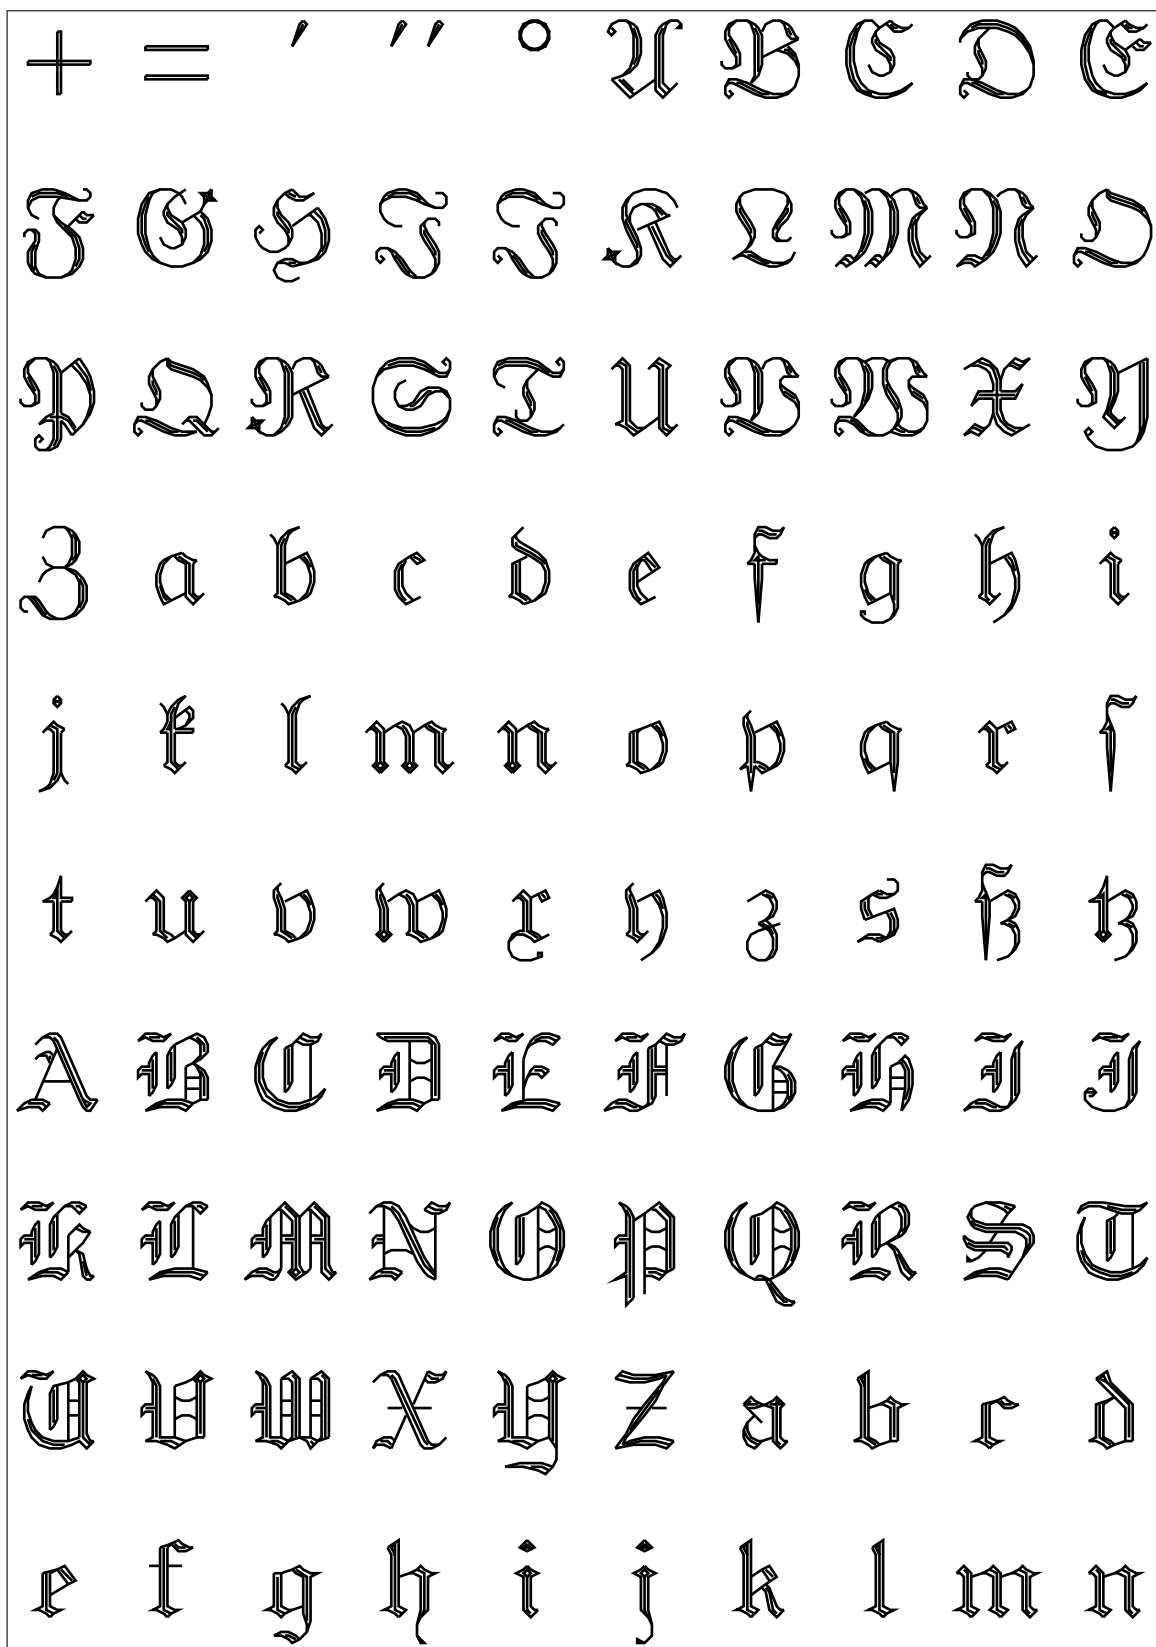 + = ′ ″ ° A B C D E
F G H I J K L M N O
P Q R S T U V W X Y
Z a b c d e f g h i
j k l m n o p q r ſ
t u v w x y z s ß tz
A B C D E F G H I J
K L M N O P Q R S T
U V W X Y Z a b c d
e f g h i j k l m n